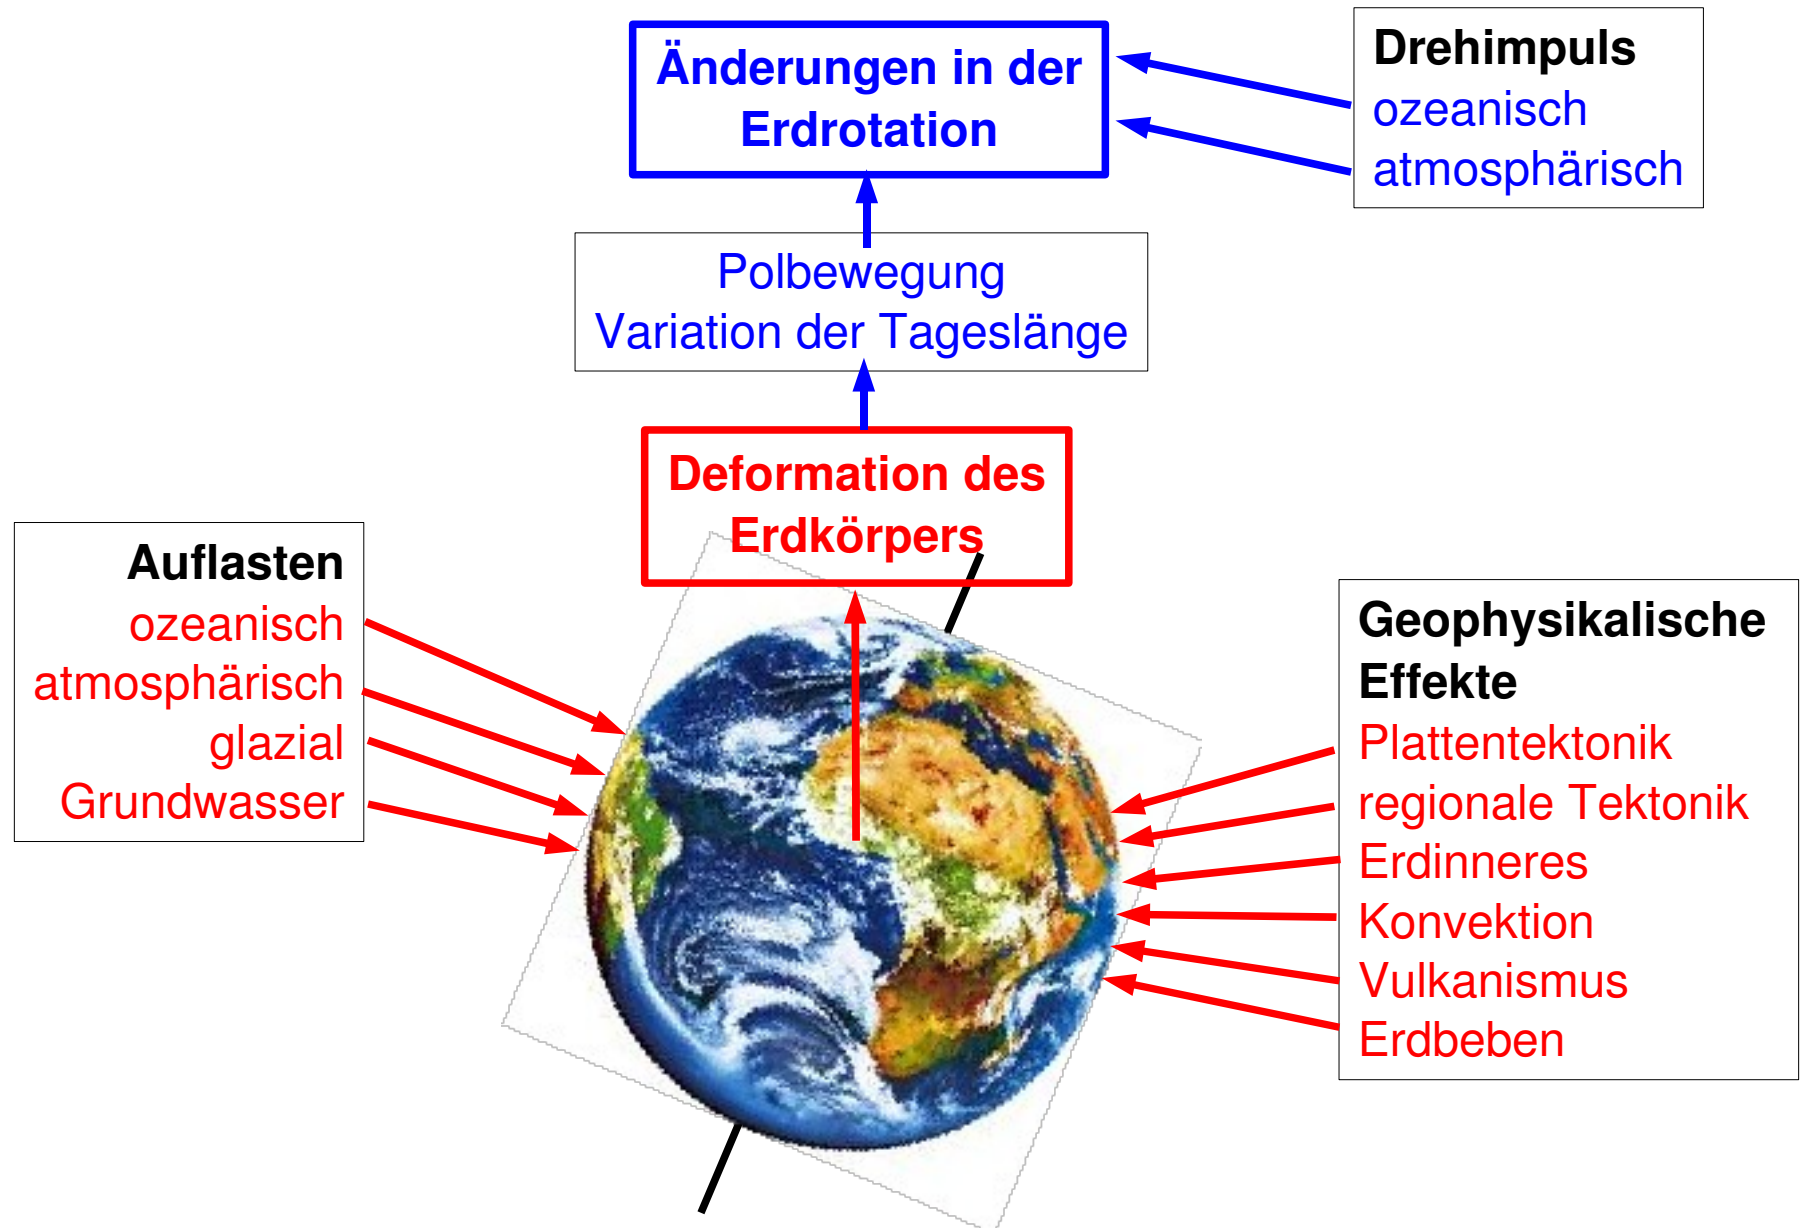 Änderungen in der
Erdrotation
Drehimpuls
ozeanisch
atmosphärisch
Polbewegung
Variation der Tageslänge
Deformation des
Erdkörpers
Auflasten
ozeanisch
atmosphärisch
glazial
Grundwasser
Geophysikalische
Effekte
Plattentektonik
regionale Tektonik
Erdinneres
Konvektion
Vulkanismus
Erdbeben